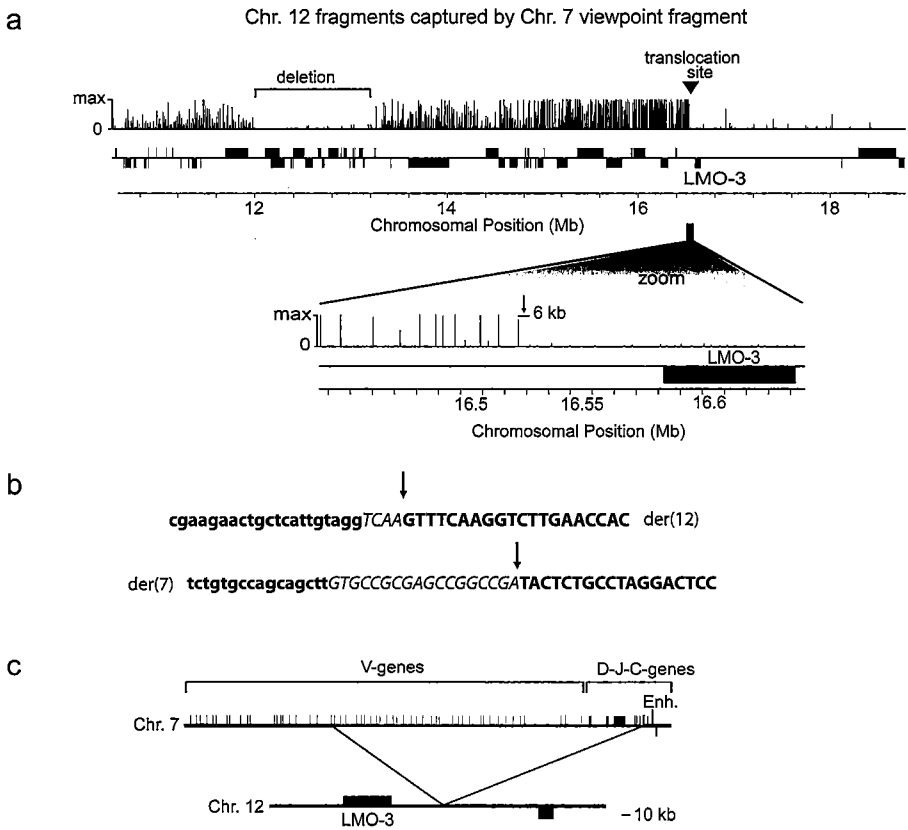 a
Chr. 12 fragments captured by Chr. 7 viewpoint fragment
translocation
site
deletion
max
0
LMO-3
12 14 16 18
Chromosomal Position (Mb)
zoom
max
6 kb
0
LMO-3
16.5 16.55 16.6
Chromosomal Position (Mb)
b
cgaagaactgctcattgtaggTCAAGTTTCAAGGTCTTGAACCAC der(12)
der(7) tctgtgccagcagcttGTGCCGCGAGCCGGCCGATACTCTGCCTAGGACTCC
c
V-genes D-J-C-genes
Enh.
Chr. 7
Chr. 12
LMO-3
– 10 kb